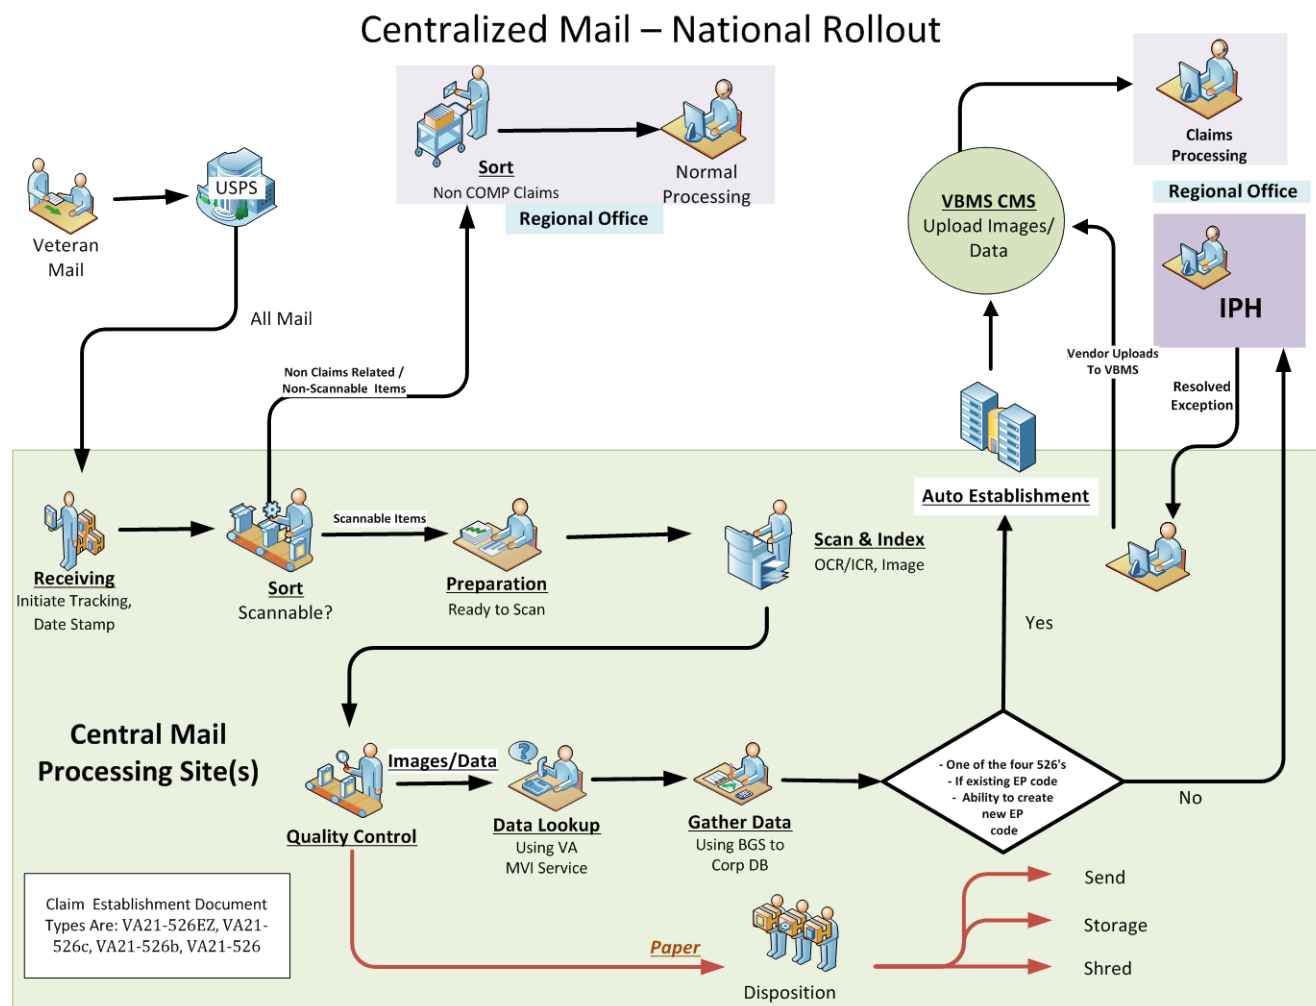 Centralized Mail – National Rollout
Veteran
Mail
USPS
All Mail
Sort
Non COMP Claims
Normal
Processing
Regional Office
VBMS CMS
Upload Images/
Data
Claims
Processing
Regional Office
IPH
Vendor Uploads
To VBMS
Resolved
Exception
Non Claims Related /
Non-Scannable Items
Receiving
Initiate Tracking,
Date Stamp
Sort
Scannable?
Scannable Items
Preparation
Ready to Scan
Scan & Index
OCR/ICR, Image
Auto Establishment
Yes
Central Mail
Processing Site(s)
Quality Control
Images/Data
Data Lookup
Using VA
MVI Service
Gather Data
Using BGS to
Corp DB
- One of the four 526's
- If existing EP code
- Ability to create
new EP
code
No
Claim Establishment Document
Types Are: VA21-526EZ, VA21-
526c, VA21-526b, VA21-526
Paper
Disposition
Send
Storage
Shred